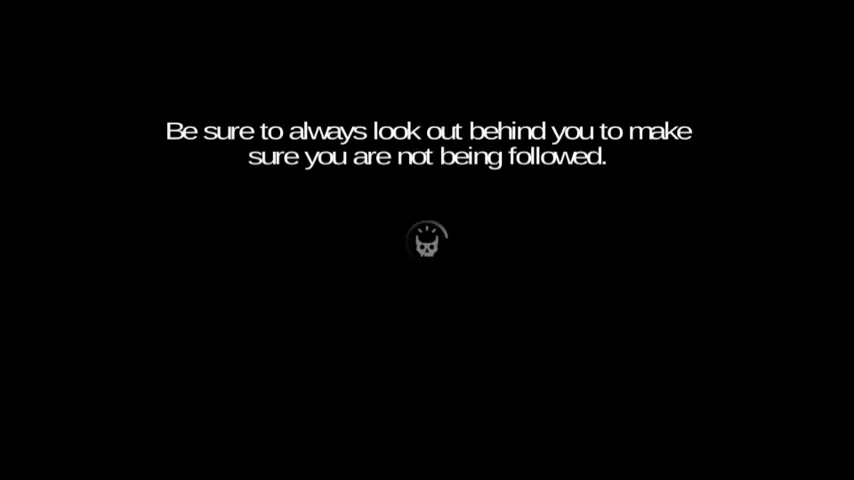 Be sure to always look out behind you to make
sure you are not being followed.